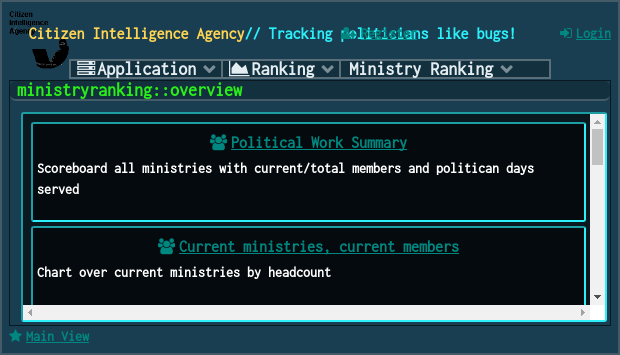 Citizen
Intelligence
Agency
Citizen Intelligence Agency// Tracking politicians like bugs!
Login
Application Ranking Ministry Ranking
ministryranking::overview
Political Work Summary
Scoreboard all ministries with current/total members and politican days
served
Current ministries, current members
Chart over current ministries by headcount
Main View